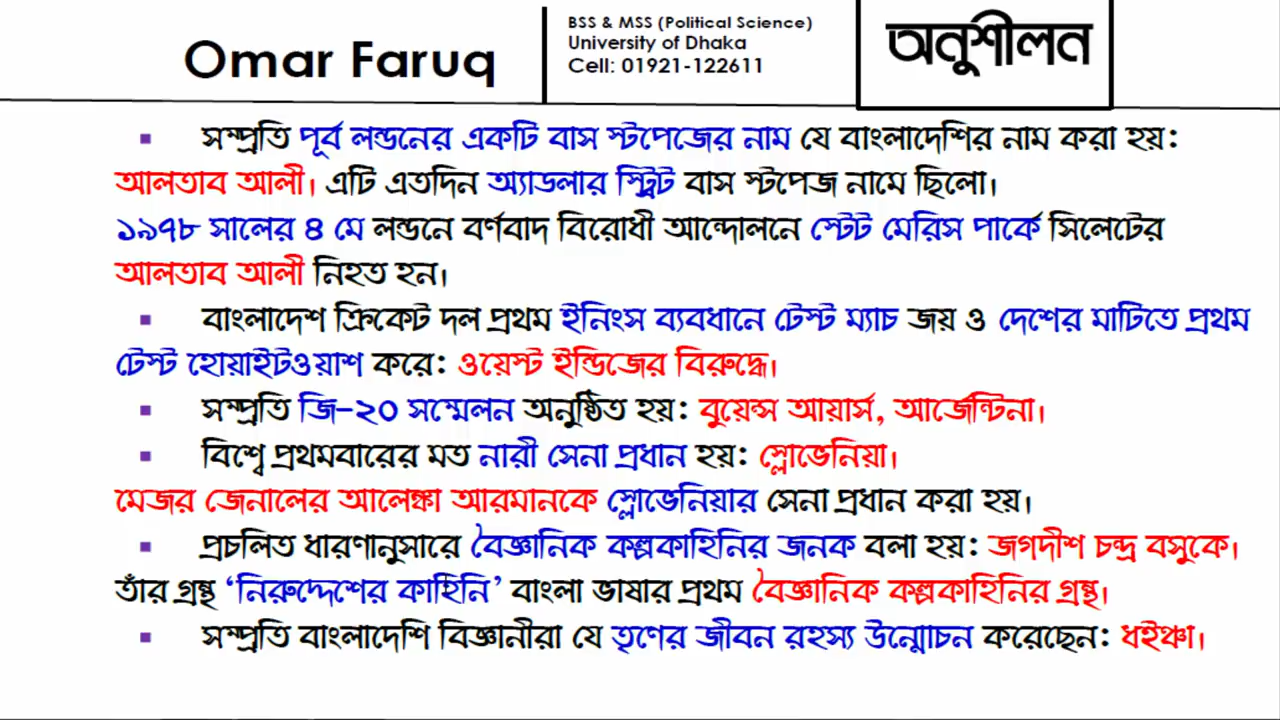 Omar Faruq
BSS & MSS (Political Science)
University of Dhaka
Cell: 01921-122611
অনুশীলন
▪ সম্প্রতি পূর্ব লন্ডনের একটি বাস স্টপেজের নাম যে বাংলাদেশির নাম করা হয়:
আলতাব আলী। এটি এতদিন অ্যাডলার স্ট্রিট বাস স্টপেজ নামে ছিলো।
১৯৭৮ সালের ৪ মে লন্ডনে বর্ণবাদ বিরোধী আন্দোলনে স্টেট মেরিস পার্কে সিলেটের
আলতাব আলী নিহত হন।
▪ বাংলাদেশ ক্রিকেট দল প্রথম ইনিংস ব্যবধানে টেস্ট ম্যাচ জয় ও দেশের মাটিতে প্রথম
টেস্ট হোয়াইটওয়াশ করে: ওয়েস্ট ইন্ডিজের বিরুদ্ধে।
▪ সম্প্রতি জি-২০ সম্মেলন অনুষ্ঠিত হয়: বুয়েন্স আয়ার্স, আর্জেন্টিনা।
▪ বিশ্বে প্রথমবারের মত নারী সেনা প্রধান হয়: স্লোভেনিয়া।
মেজর জেনালের আলেঙ্কা আরমানকে স্লোভেনিয়ার সেনা প্রধান করা হয়।
▪ প্রচলিত ধারণানুসারে বৈজ্ঞানিক কল্পকাহিনির জনক বলা হয়: জগদীশ চন্দ্র বসুকে।
তাঁর গ্রন্থ ‘নিরুদ্দেশের কাহিনি’ বাংলা ভাষার প্রথম বৈজ্ঞানিক কল্পকাহিনির গ্রন্থ।
▪ সম্প্রতি বাংলাদেশি বিজ্ঞানীরা যে তৃণের জীবন রহস্য উন্মোচন করেছেন: ধইঞ্চা।